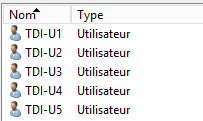 Nom Type
TDI-U1 Utilisateur
TDI-U2 Utilisateur
TDI-U3 Utilisateur
TDI-U4 Utilisateur
TDI-U5 Utilisateur